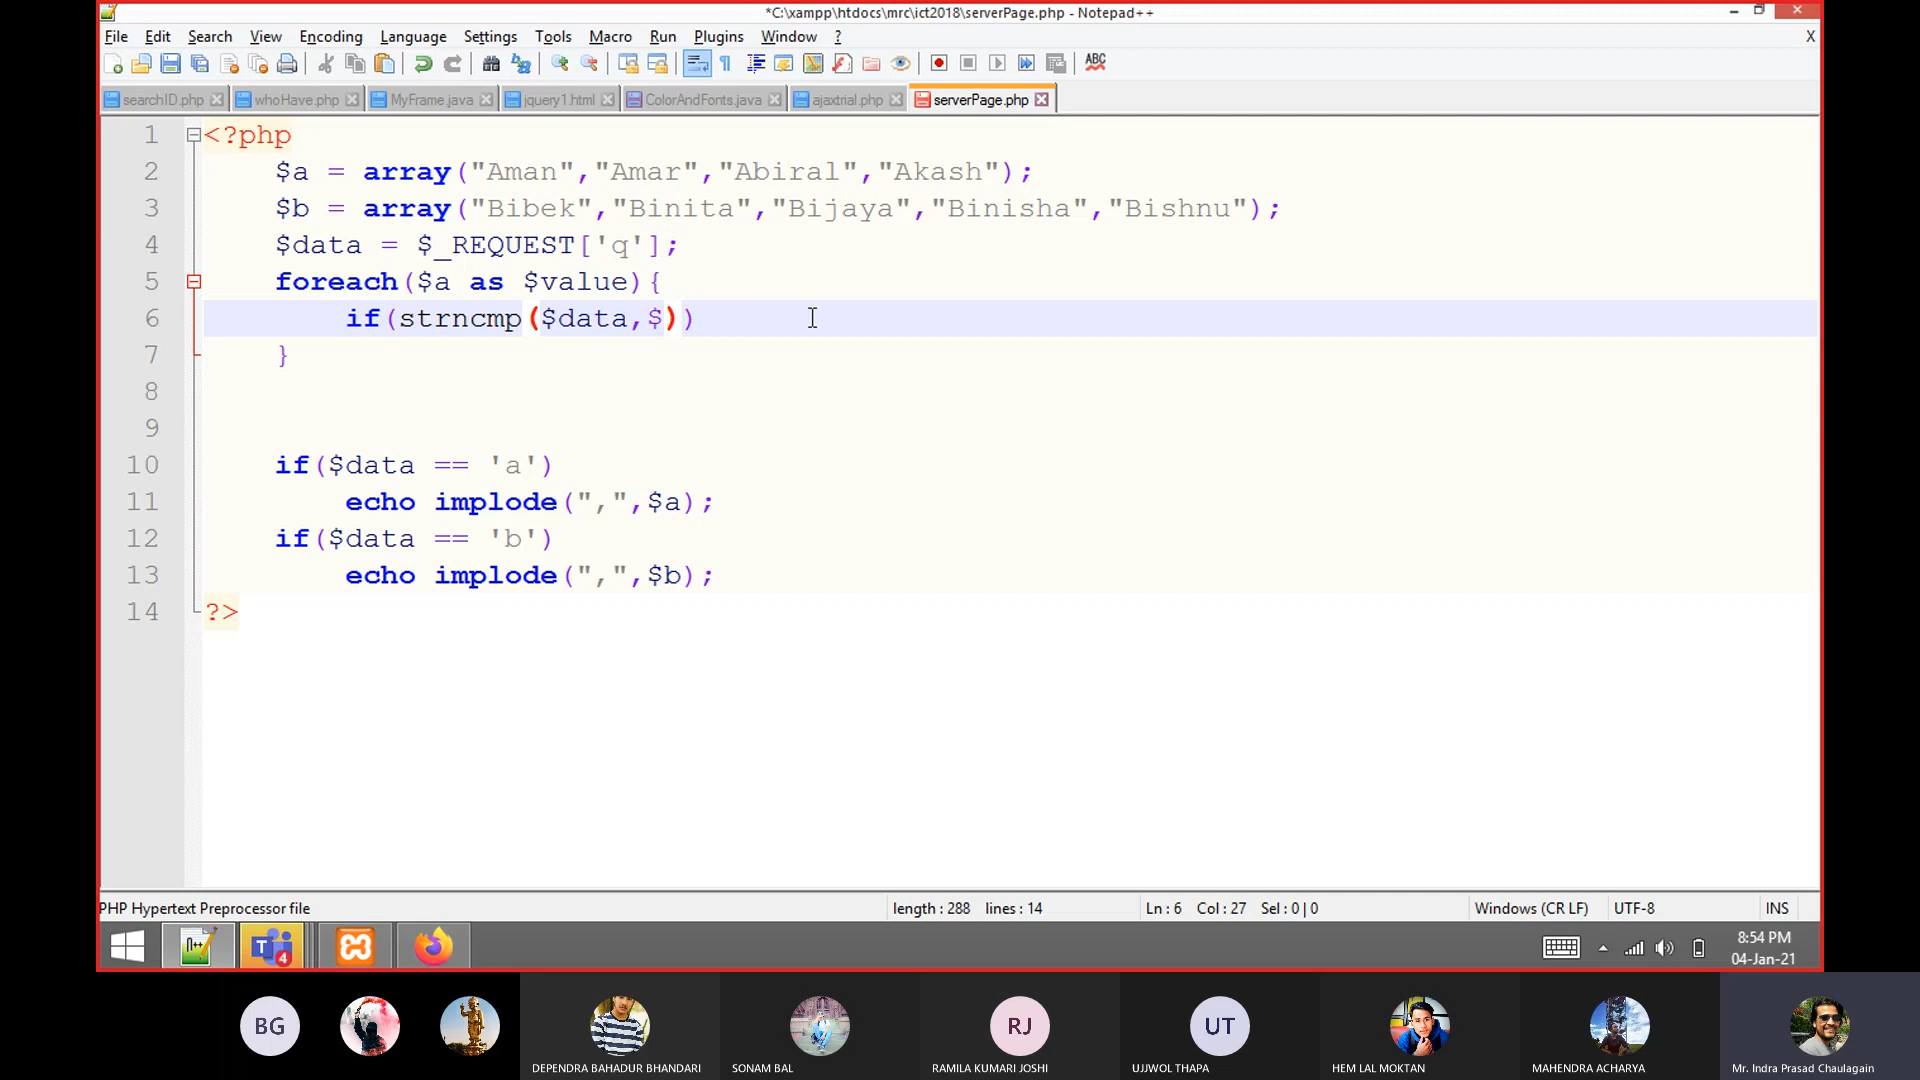 *C:\xampp\htdocs\mrc\ict2018\serverPage.php - Notepad++
File Edit Search View Encoding Language Settings Tools Macro Run Plugins Window ? X
ABC
searchID.php whoHave.php MyFrame.java jquery1.html ColorAndFonts.java ajaxtrial.php serverPage.php
1 <?php
2 $a = array("Aman","Amar","Abiral","Akash");
3 $b = array("Bibek","Binita","Bijaya","Binisha","Bishnu");
4 $data = $_REQUEST['q'];
5 foreach($a as $value){
6 if(strncmp($data,$))
7 }
8
9
10 if($data == 'a')
11 echo implode(",",$a);
12 if($data == 'b')
13 echo implode(",",$b);
14 ?>
PHP Hypertext Preprocessor file length : 288 lines : 14 Ln : 6 Col : 27 Sel : 0 | 0 Windows (CR LF) UTF-8 INS
T 4
8:54 PM
04-Jan-21
BG RJ UT
DEPENDRA BAHADUR BHANDARI SONAM BAL RAMILA KUMARI JOSHI UJJWOL THAPA HEM LAL MOKTAN MAHENDRA ACHARYA Mr. Indra Prasad Chaulagain